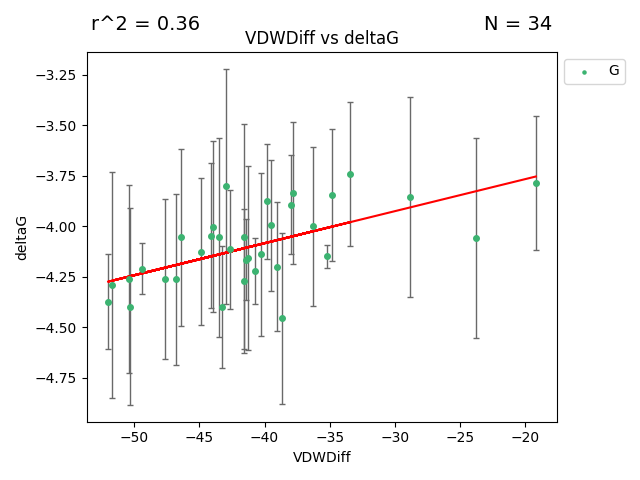 r^2 = 0.36
N = 34
VDWDiff vs deltaG
G
−3.25
−3.50
−3.75
−4.00
−4.25
−4.50
−4.75
deltaG
−50
−45
−40
−35
−30
−25
−20
VDWDiff